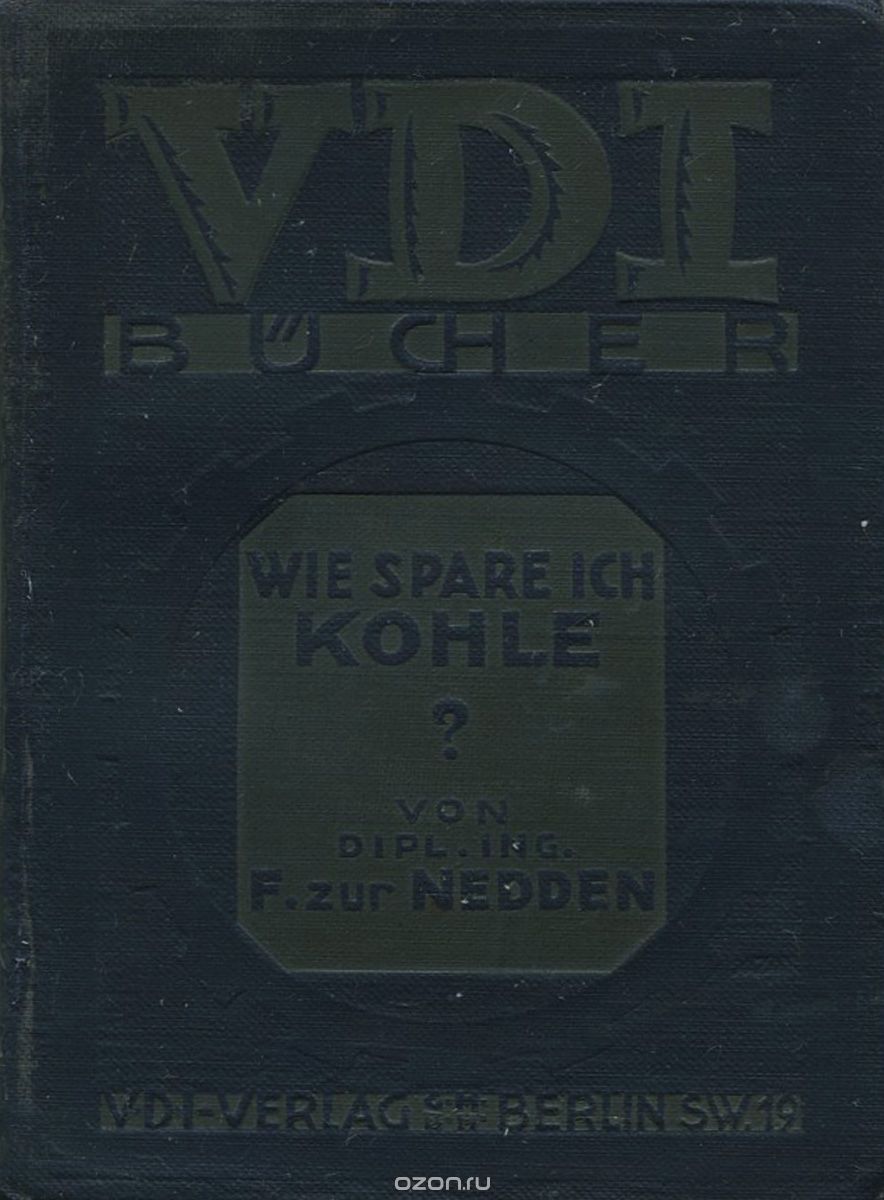 VDI
BÜCHER
WIE SPARE ICH
KOHLE
?
VON
DIPL.ING.
F. zur NEDDEN
VDI-VERLAG G.M.B.H. BERLIN SW.19
ozon.ru